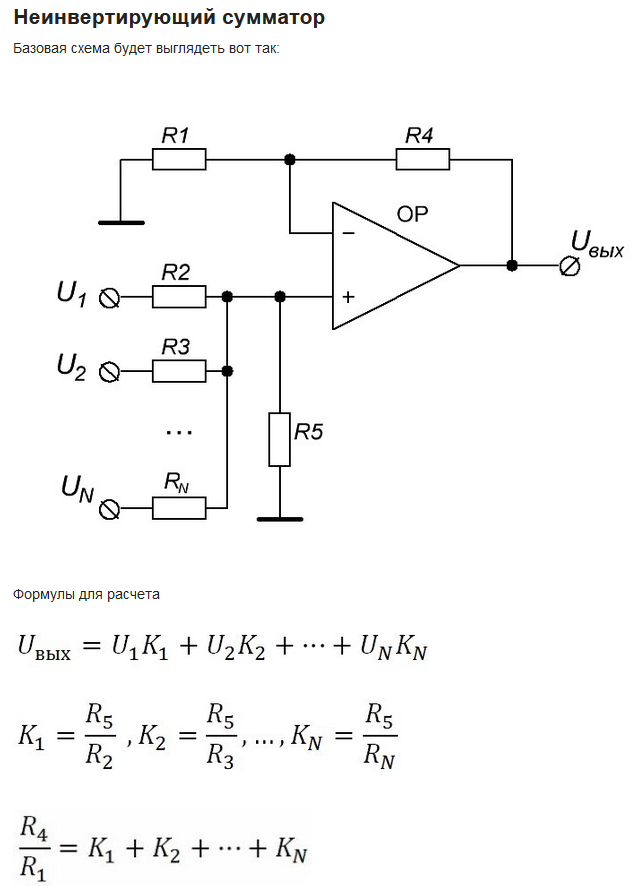 Неинвертирующий сумматор
Базовая схема будет выглядеть вот так:
R1
R4
OP
−
Uвых
U1
R2
+
U2
R3
...
R5
UN
RN
Формулы для расчета
Uвых = U1K1 + U2K2 + ⋯ + UNKN
K1 = R5/R2 , K2 = R5/R3 , … , KN = R5/RN
R4/R1 = K1 + K2 + ⋯ + KN